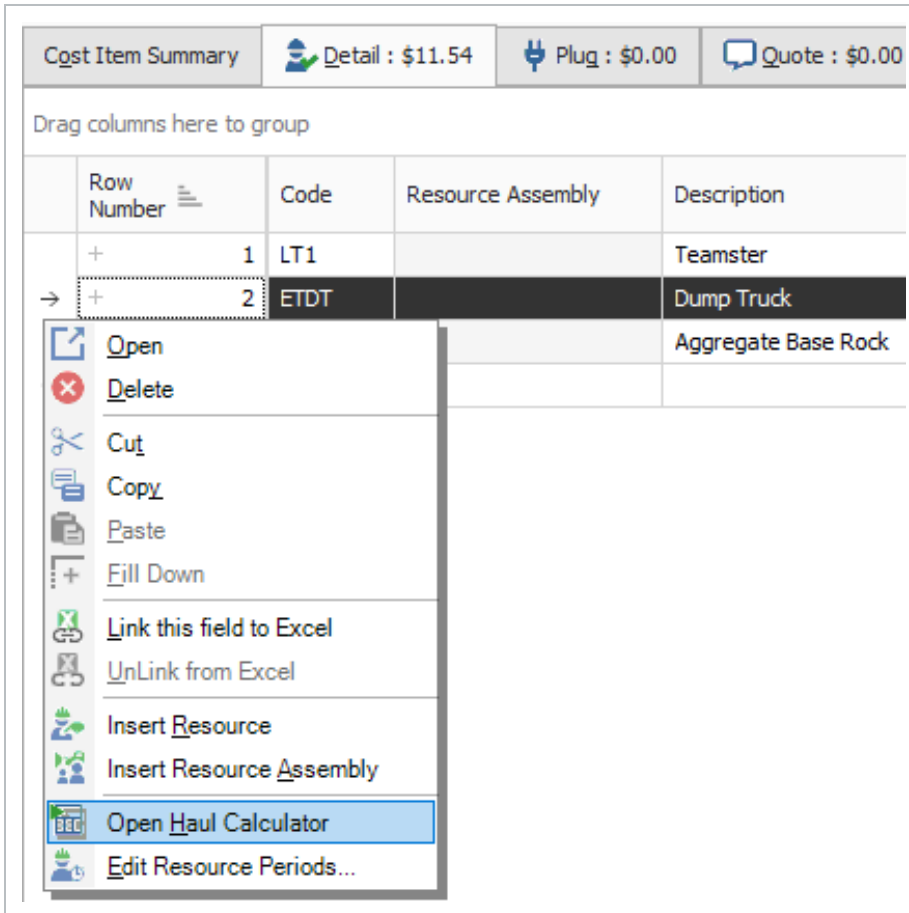 Cost Item Summary Detail : $11.54 Plug : $0.00 Quote : $0.00
Drag columns here to group
Row Number Code Resource Assembly Description
1 LT1 Teamster
2 ETDT Dump Truck
Aggregate Base Rock
Open
Delete
Cut
Copy
Paste
Fill Down
Link this field to Excel
UnLink from Excel
Insert Resource
Insert Resource Assembly
Open Haul Calculator
Edit Resource Periods...